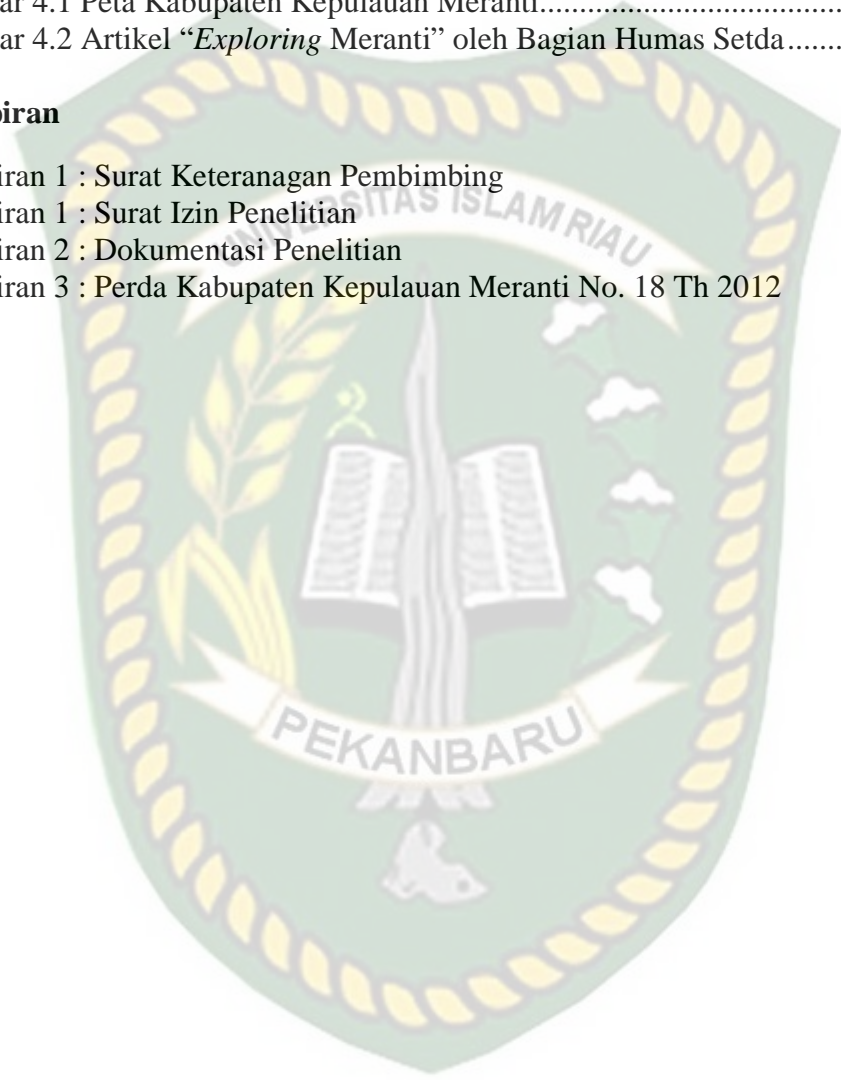 ar 4.1 Peta Kabupaten Kepulauan Meranti...................................
ar 4.2 Artikel “Exploring Meranti” oleh Bagian Humas Setda.......
piran
iran 1 : Surat Keteranagan Pembimbing
iran 1 : Surat Izin Penelitian
iran 2 : Dokumentasi Penelitian
iran 3 : Perda Kabupaten Kepulauan Meranti No. 18 Th 2012
UNIVERSITAS ISLAM RIAU
PEKANBARU